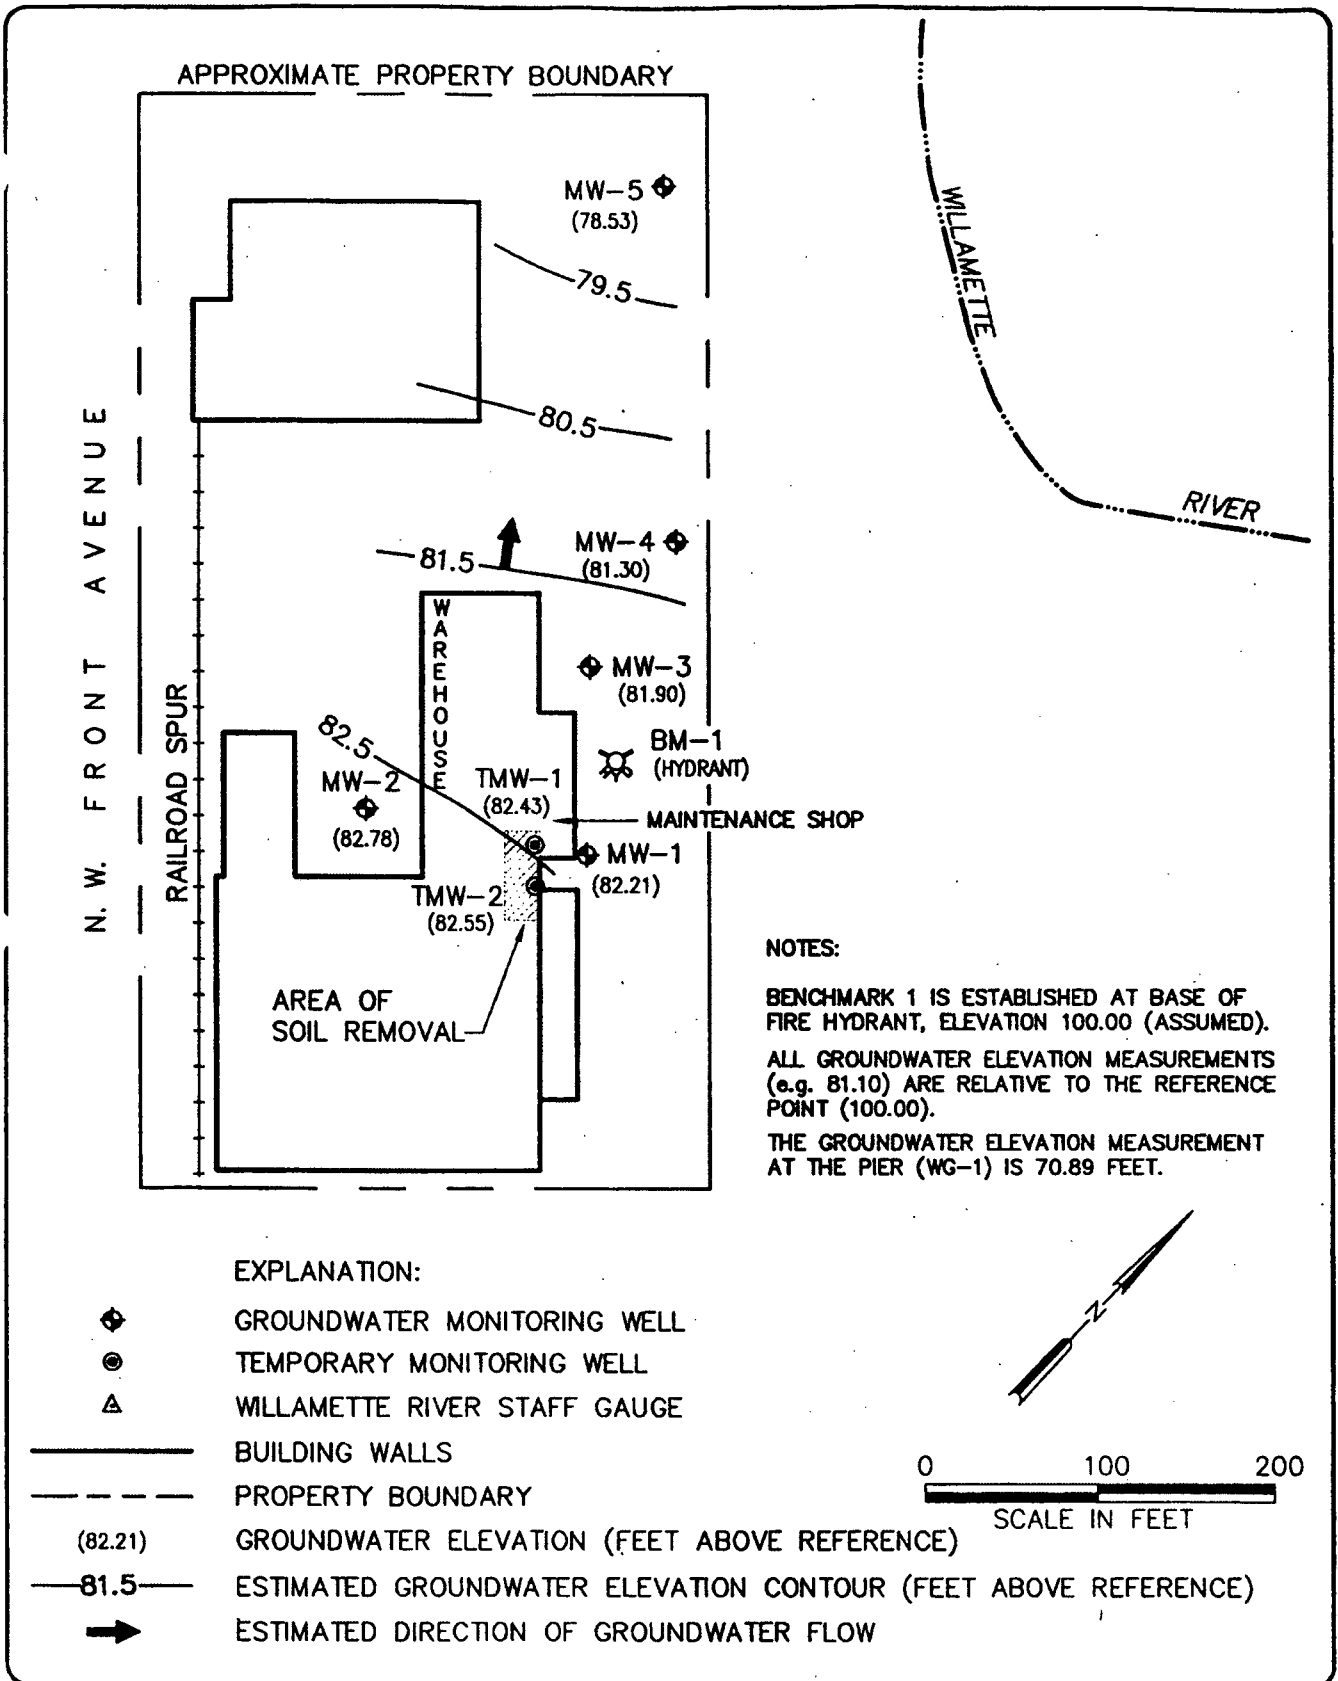 APPROXIMATE PROPERTY BOUNDARY
MW-5
(78.53)
79.5
80.5
WILLAMETTE
RIVER
N. W. FRONT AVENUE
RAILROAD SPUR
MW-4
(81.30)
81.5
WAREHOUSE
MW-3
(81.90)
82.5
BM-1
(HYDRANT)
MW-2
(82.78)
TMW-1
(82.43)
MAINTENANCE SHOP
MW-1
(82.21)
TMW-2
(82.55)
AREA OF
SOIL REMOVAL
NOTES:
BENCHMARK 1 IS ESTABLISHED AT BASE OF
FIRE HYDRANT, ELEVATION 100.00 (ASSUMED).
ALL GROUNDWATER ELEVATION MEASUREMENTS
(e.g. 81.10) ARE RELATIVE TO THE REFERENCE
POINT (100.00).
THE GROUNDWATER ELEVATION MEASUREMENT
AT THE PIER (WG-1) IS 70.89 FEET.
N
EXPLANATION:
GROUNDWATER MONITORING WELL
TEMPORARY MONITORING WELL
WILLAMETTE RIVER STAFF GAUGE
BUILDING WALLS
PROPERTY BOUNDARY
0 100 200
SCALE IN FEET
(82.21) GROUNDWATER ELEVATION (FEET ABOVE REFERENCE)
81.5 ESTIMATED GROUNDWATER ELEVATION CONTOUR (FEET ABOVE REFERENCE)
ESTIMATED DIRECTION OF GROUNDWATER FLOW